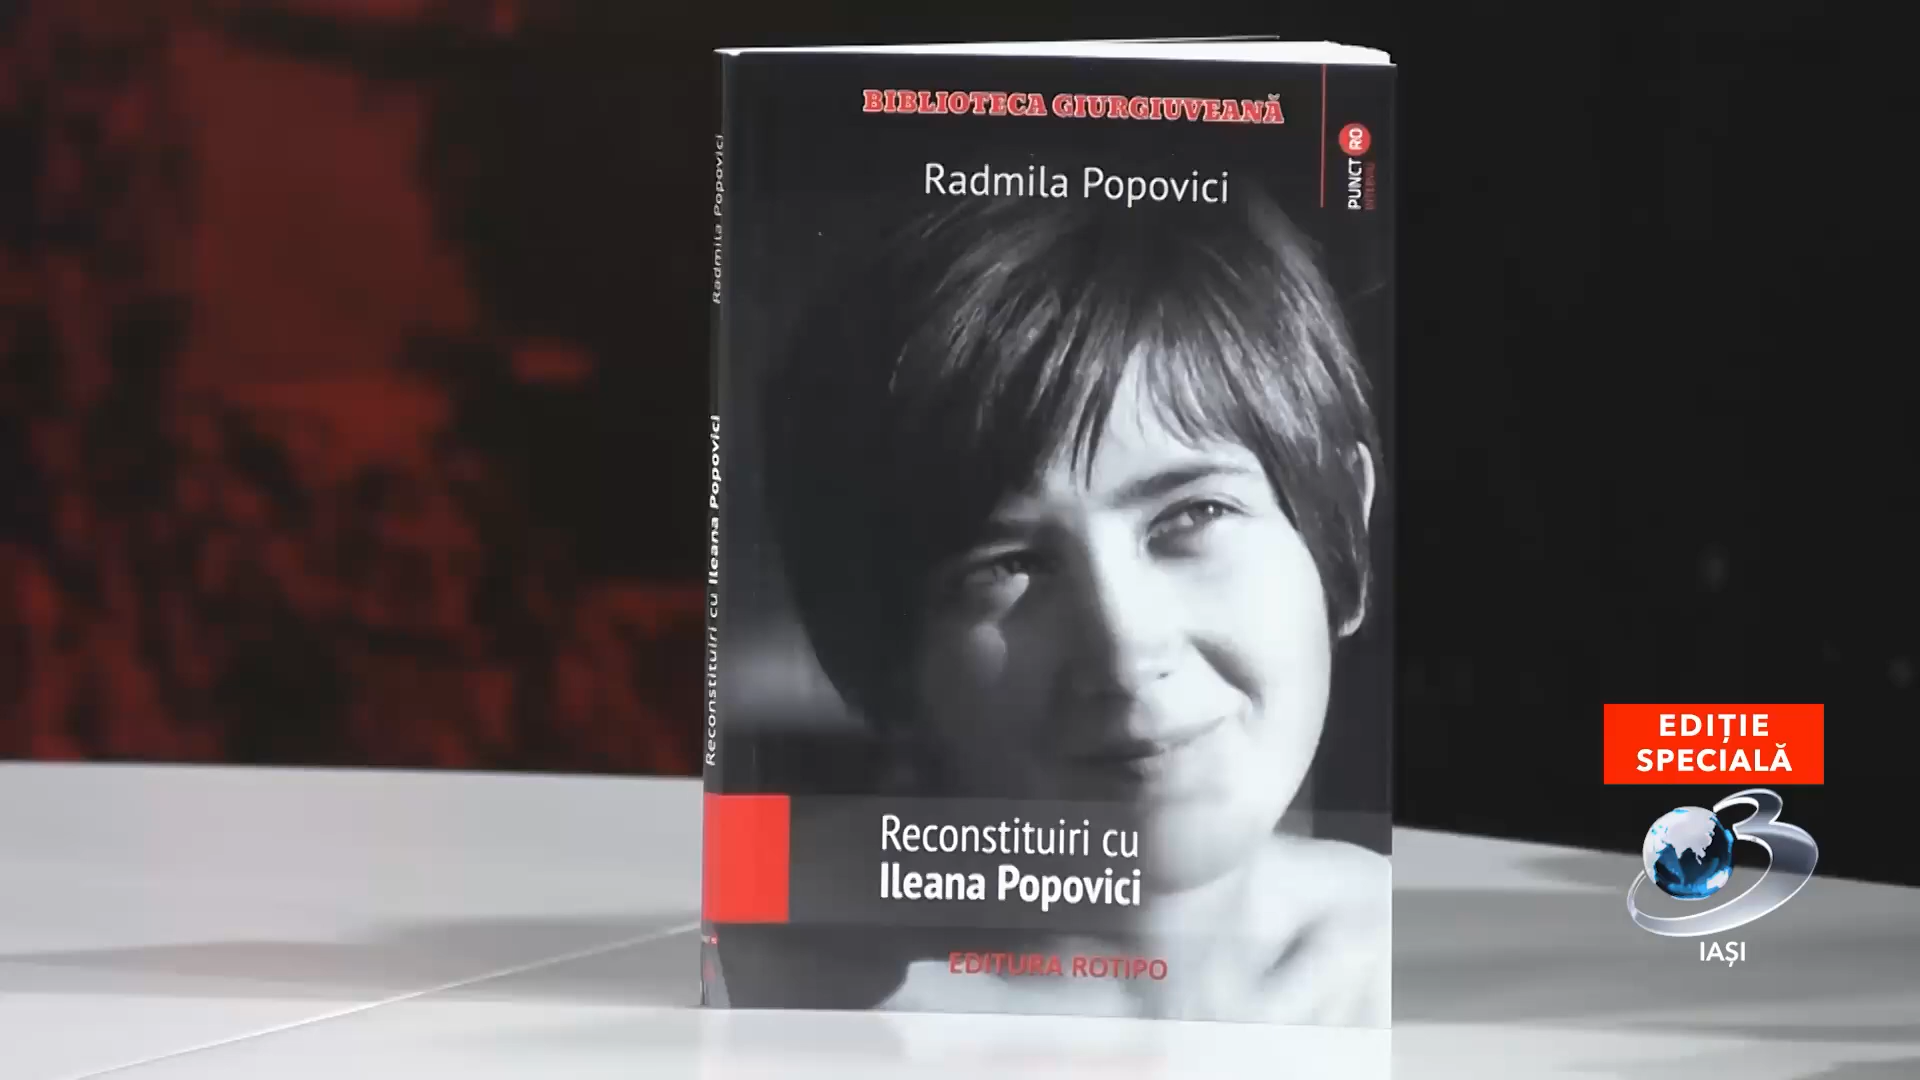 BIBLIOTECA GIURGIUVEANĂ
Radmila Popovici
PUNCT RO
Radmila Popovici
Reconstituiri cu Ileana Popovici
Reconstituiri cu
Ileana Popovici
EDITURA ROTIPO
EDIȚIE
SPECIALĂ
3
IAȘI